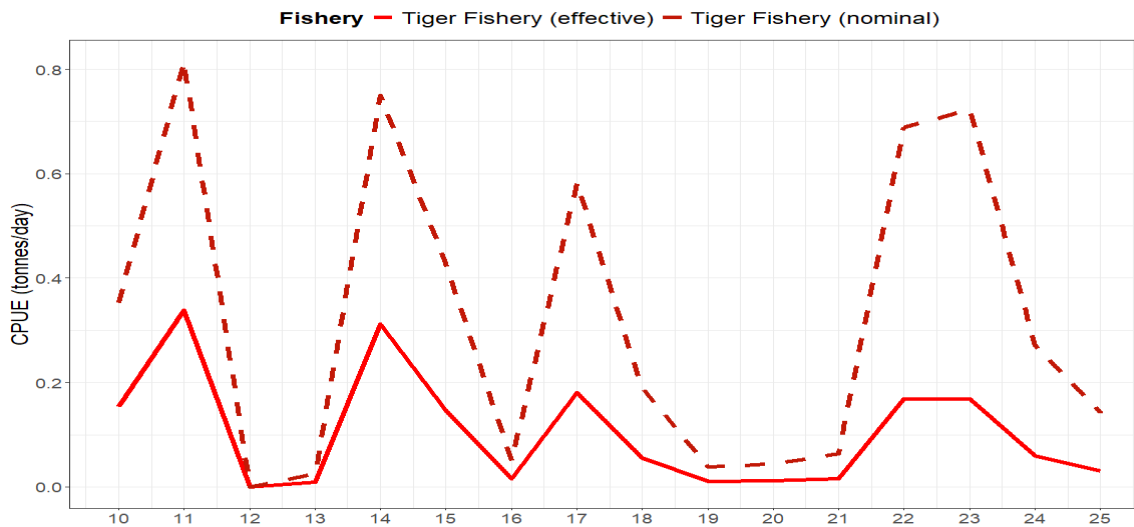 Fishery Tiger Fishery (effective) Tiger Fishery (nominal)
CPUE (tonnes/day)
0.8
0.6
0.4
0.2
0.0
10 11 12 13 14 15 16 17 18 19 20 21 22 23 24 25